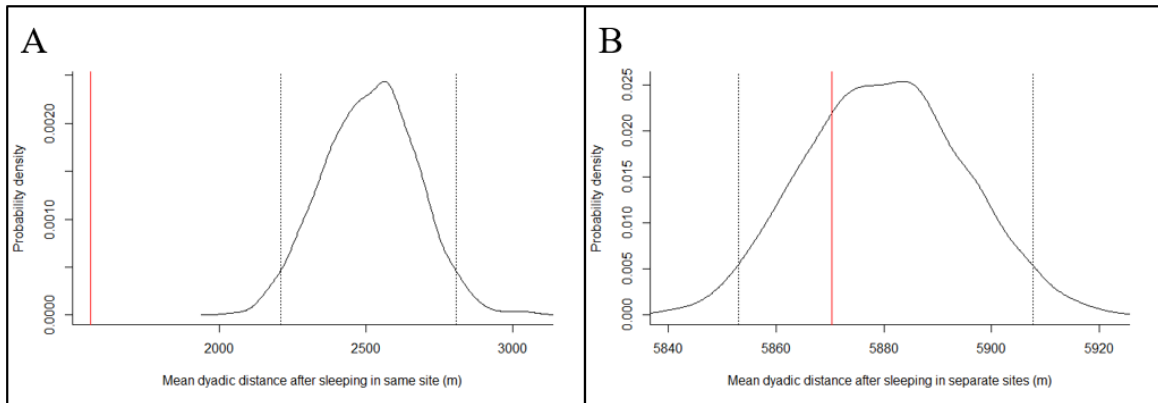 A
Probability density
0.0000
0.0010
0.0020
2000
2500
3000
Mean dyadic distance after sleeping in same site (m)
B
Probability density
0.000
0.005
0.010
0.015
0.020
0.025
5840
5860
5880
5900
5920
Mean dyadic distance after sleeping in separate sites (m)